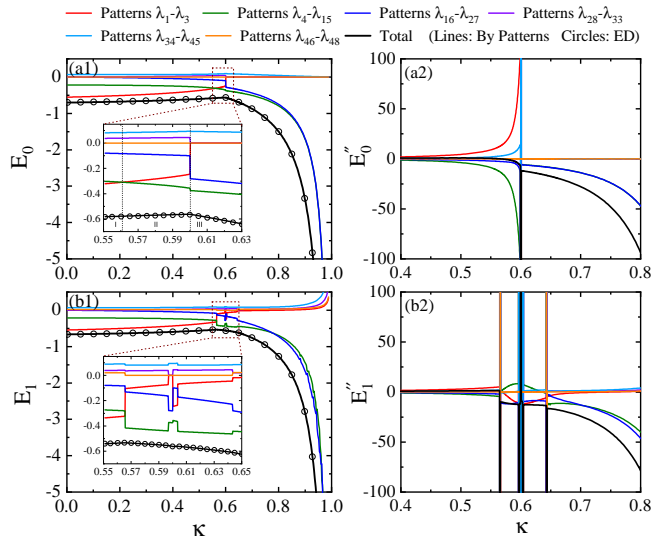 Patterns λ₁-λ₃ Patterns λ₄-λ₁₅ Patterns λ₁₆-λ₂₇ Patterns λ₂₈-λ₃₃
Patterns λ₃₄-λ₄₅ Patterns λ₄₆-λ₄₈ Total (Lines: By Patterns Circles: ED)
(a1)
E₀
0
-1
-2
-3
-4
-5
0.0 0.2 0.4 0.6 0.8 1.0
0.0
-0.2
-0.4
-0.6
I II III
0.55 0.57 0.59 0.61 0.63
(a2)
E″₀
100
50
0
-50
-100
0.4 0.5 0.6 0.7 0.8
(b1)
E₁
0
-1
-2
-3
-4
-5
0.0 0.2 0.4 0.6 0.8 1.0
κ
0.0
-0.2
-0.4
-0.6
0.55 0.57 0.59 0.61 0.63
(b2)
E″₁
100
50
0
-50
-100
0.4 0.5 0.6 0.7 0.8
κ